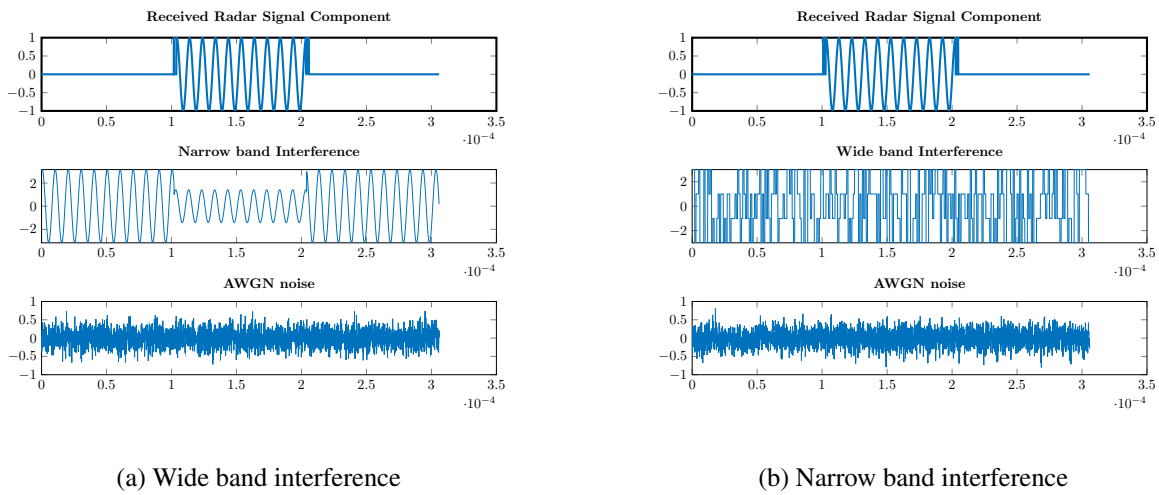 Received Radar Signal Component
1
0.5
0
−0.5
−1
0 0.5 1 1.5 2 2.5 3 3.5
·10−4
Narrow band Interference
2
0
−2
0 0.5 1 1.5 2 2.5 3 3.5
·10−4
AWGN noise
1
0.5
0
−0.5
−1
0 0.5 1 1.5 2 2.5 3 3.5
·10−4
(a) Wide band interference
Received Radar Signal Component
1
0.5
0
−0.5
−1
0 0.5 1 1.5 2 2.5 3 3.5
·10−4
Wide band Interference
2
0
−2
0 0.5 1 1.5 2 2.5 3 3.5
·10−4
AWGN noise
1
0.5
0
−0.5
−1
0 0.5 1 1.5 2 2.5 3 3.5
·10−4
(b) Narrow band interference